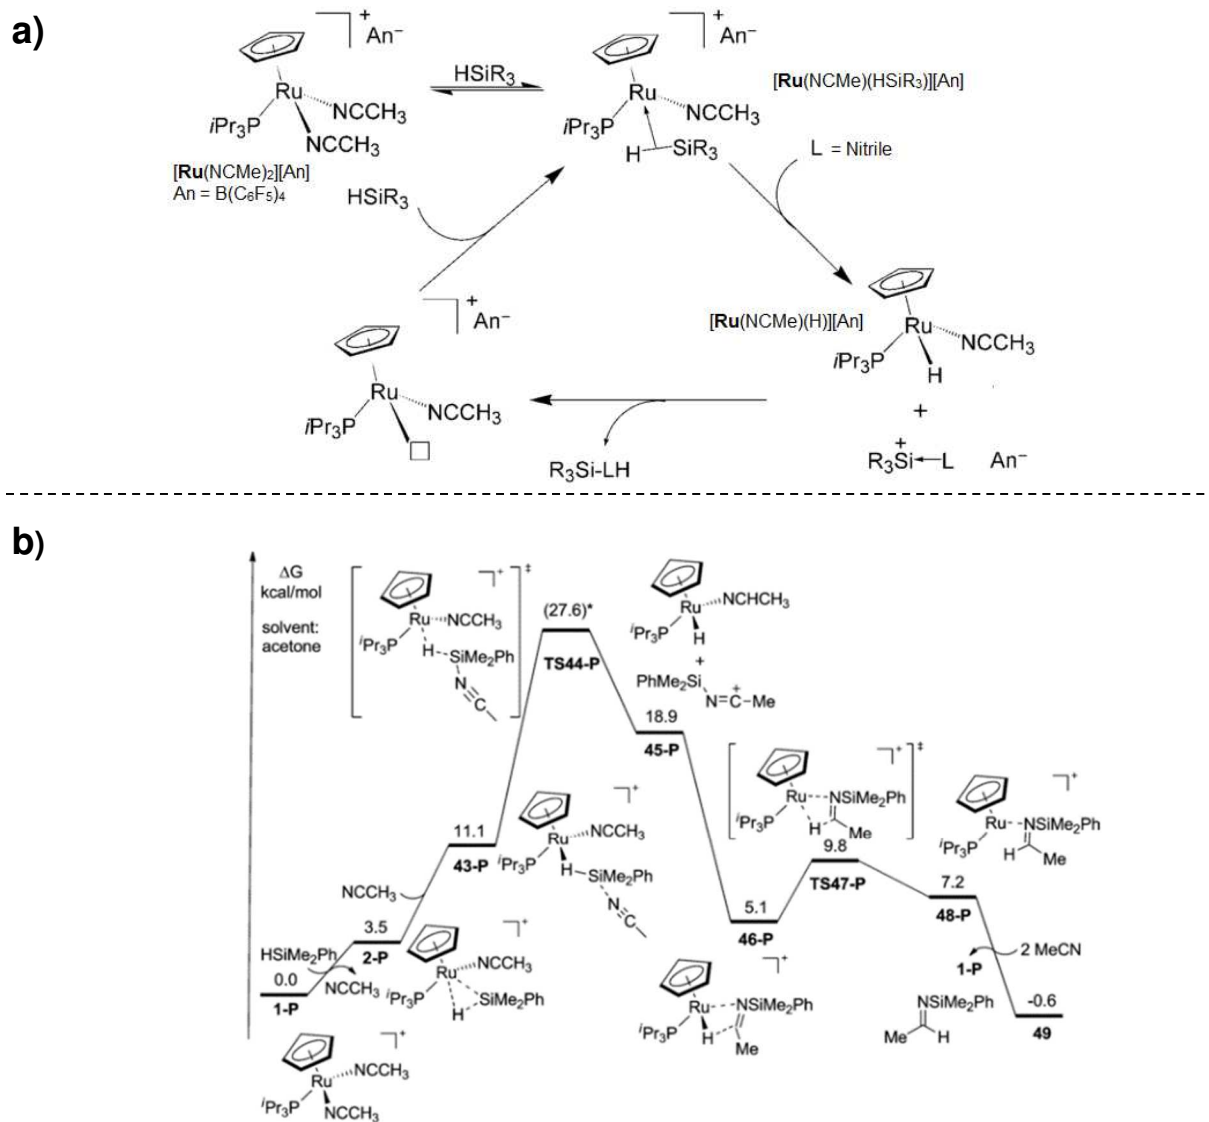 a)
+
An⁻
Ru
iPr₃P
NCCH₃
NCCH₃
[Ru(NCMe)₂][An]
An = B(C₆F₅)₄
HSiR₃
+
An⁻
Ru
iPr₃P
NCCH₃
H
SiR₃
[Ru(NCMe)(HSiR₃)][An]
L = Nitrile
HSiR₃
[Ru(NCMe)(H)][An]
Ru
iPr₃P
NCCH₃
H
+
R₃Si
+
L
An⁻
R₃Si-LH
+
An⁻
Ru
iPr₃P
NCCH₃
b)
ΔG
kcal/mol
solvent:
acetone
+
‡
Ru
NCCH₃
iPr₃P
H
SiMe₂Ph
N
C
(27.6)*
TS44-P
Ru
NCHCH₃
iPr₃P
H
+
PhMe₂Si
N=C–Me
+
18.9
45-P
+
‡
Ru
NSiMe₂Ph
iPr₃P
H
Me
9.8
TS47-P
+
Ru
NSiMe₂Ph
iPr₃P
H
Me
7.2
48-P
11.1
43-P
+
Ru
NCCH₃
iPr₃P
H
SiMe₂Ph
N
C
NCCH₃
3.5
2-P
HSiMe₂Ph
0.0
NCCH₃
1-P
+
Ru
NCCH₃
iPr₃P
SiMe₂Ph
H
5.1
46-P
+
Ru
NSiMe₂Ph
iPr₃P
H
Me
2 MeCN
1-P
NSiMe₂Ph
Me
H
-0.6
49
+
Ru
NCCH₃
iPr₃P
NCCH₃